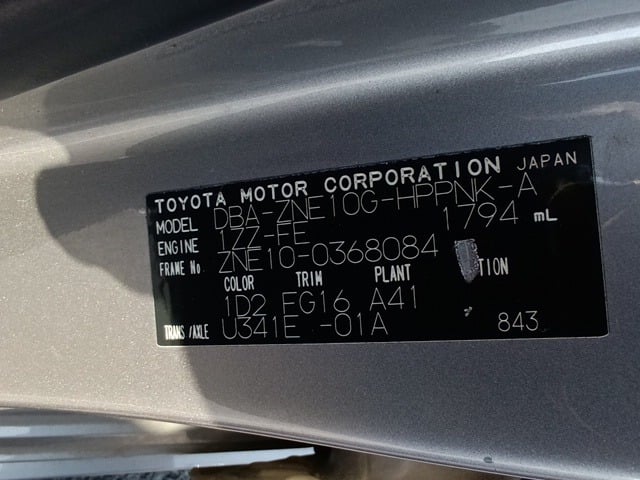 TOYOTA MOTOR CORPORATION JAPAN
MODEL DBA-ZNE10G-HPPNK-A
ENGINE 1ZZ-FE 1794 mL
FRAME No ZNE10-0368084
COLOR TRIM PLANT TION
1D2 FG16 A41
TRANS/AXLE U341E -01A 843